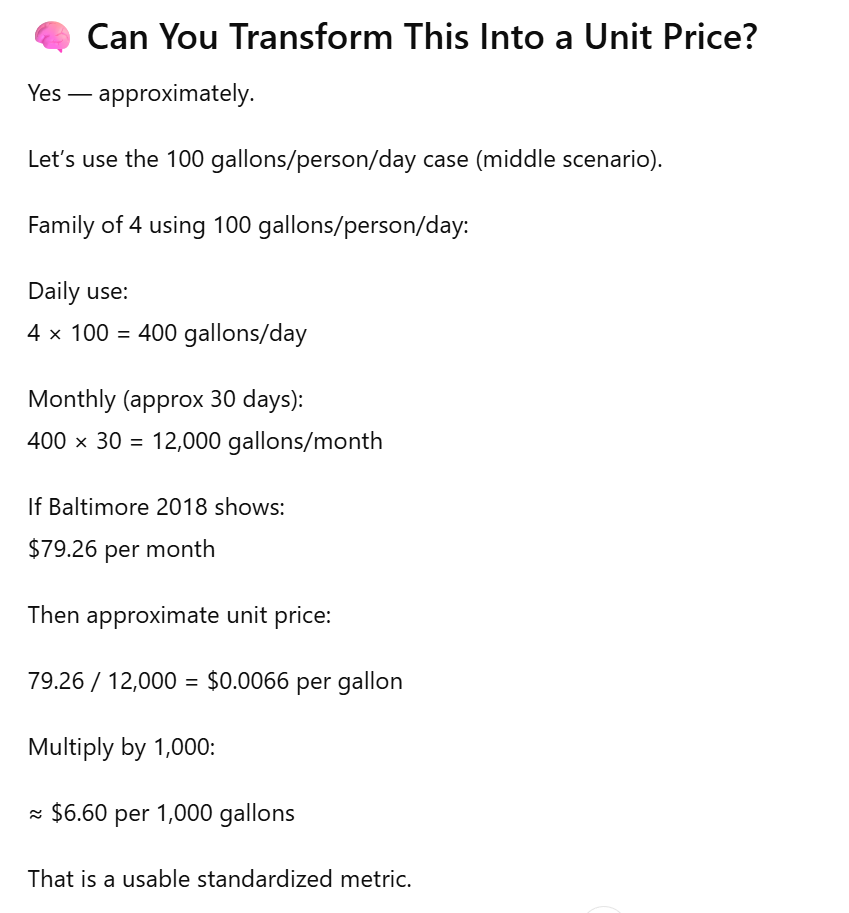 Can You Transform This Into a Unit Price?
Yes — approximately.
Let’s use the 100 gallons/person/day case (middle scenario).
Family of 4 using 100 gallons/person/day:
Daily use:
4 × 100 = 400 gallons/day
Monthly (approx 30 days):
400 × 30 = 12,000 gallons/month
If Baltimore 2018 shows:
$79.26 per month
Then approximate unit price:
79.26 / 12,000 = $0.0066 per gallon
Multiply by 1,000:
≈ $6.60 per 1,000 gallons
That is a usable standardized metric.